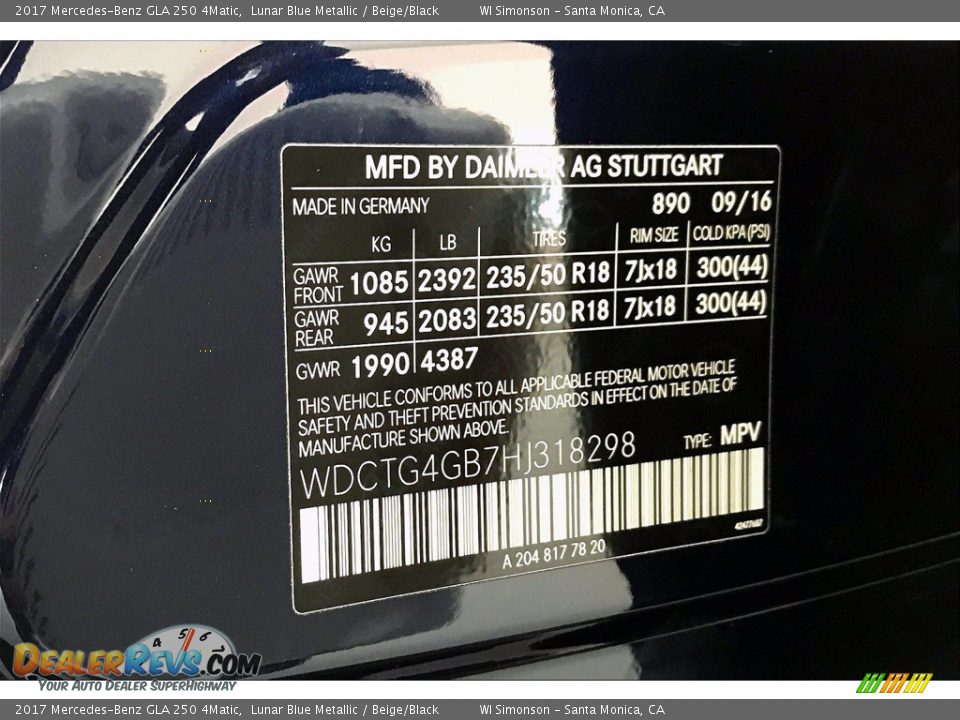 2017 Mercedes-Benz GLA 250 4Matic, Lunar Blue Metallic / Beige/Black WI Simonson - Santa Monica, CA
MFD BY DAIMLER AG STUTTGART
MADE IN GERMANY 890 09/16
KG LB TIRES RIM SIZE COLD KPA (PSI)
GAWR FRONT 1085 2392 235/50 R18 7Jx18 300(44)
GAWR REAR 945 2083 235/50 R18 7Jx18 300(44)
GVWR 1990 4387
THIS VEHICLE CONFORMS TO ALL APPLICABLE FEDERAL MOTOR VEHICLE
SAFETY AND THEFT PREVENTION STANDARDS IN EFFECT ON THE DATE OF
MANUFACTURE SHOWN ABOVE.
WDCTG4GB7HJ318298 TYPE: MPV
A 204 817 78 20
4 5 6
DEALERREVS.COM
YOUR AUTO DEALER SUPERHIGHWAY
2017 Mercedes-Benz GLA 250 4Matic, Lunar Blue Metallic / Beige/Black WI Simonson - Santa Monica, CA